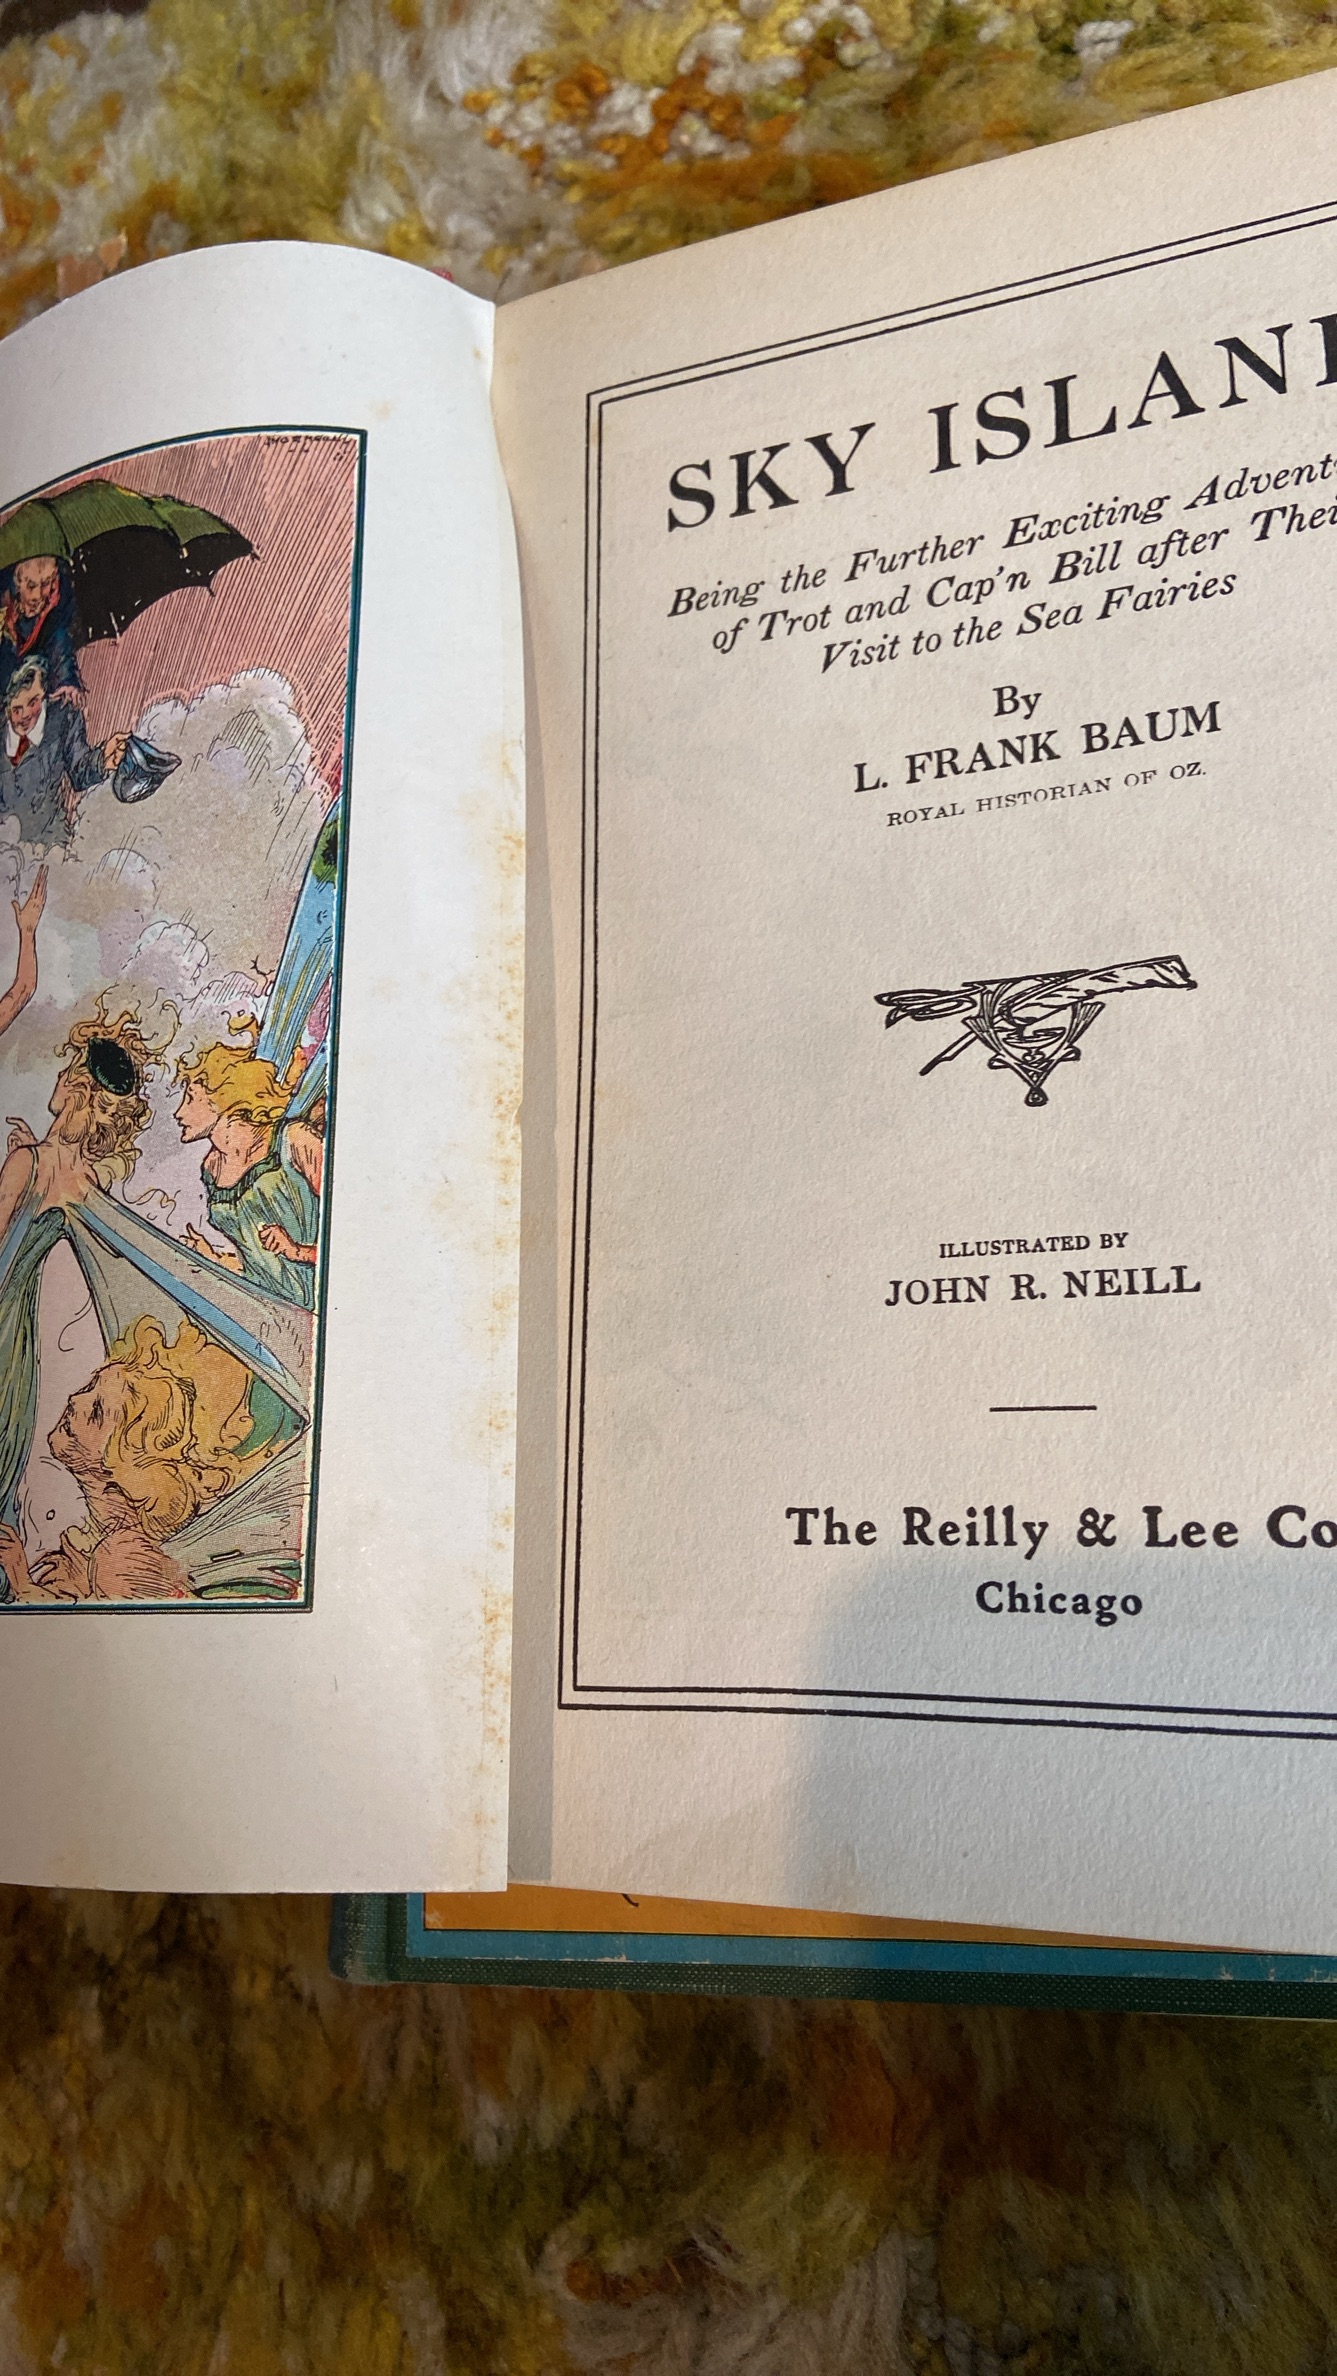 SKY ISLAN
Being the Further Exciting Advent
of Trot and Cap'n Bill after Thei
Visit to the Sea Fairies
By
L. FRANK BAUM
ROYAL HISTORIAN OF OZ.
ILLUSTRATED BY
JOHN R. NEILL
The Reilly & Lee Co
Chicago